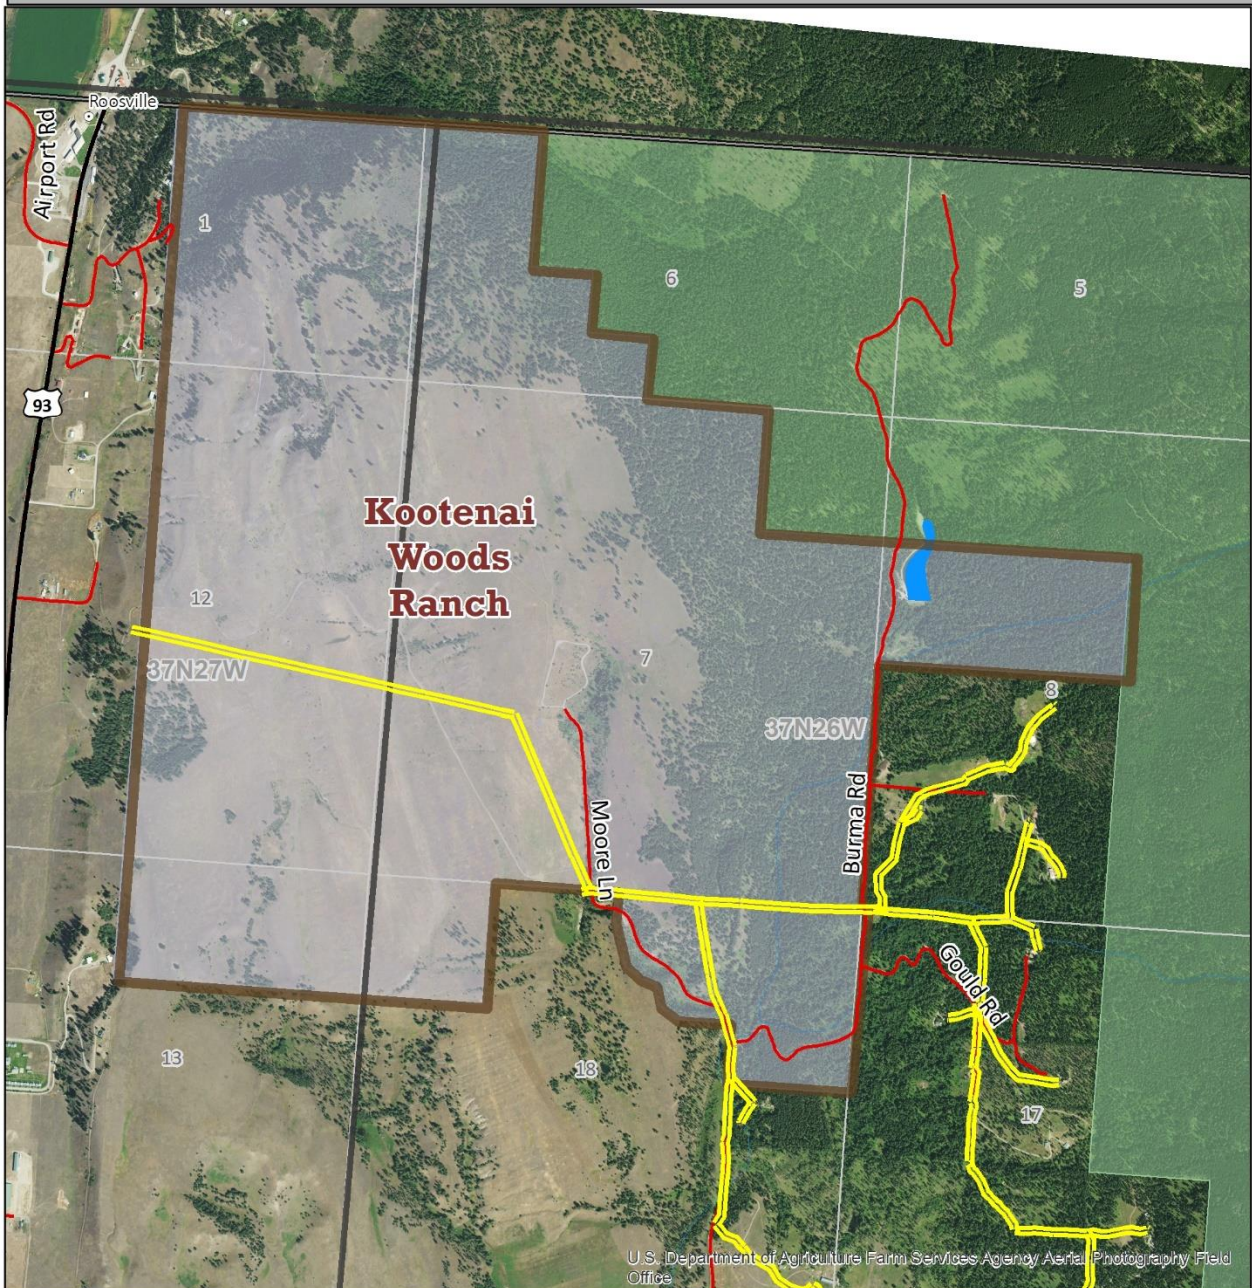 Roosville
Airport Rd
1
6
5
93
Kootenai
Woods
Ranch
12
7
37N27W
8
37N26W
Moore Ln
Burma Rd
Gould Rd
13
18
17
U.S. Department of Agriculture Farm Services Agency Aerial Photography Field
Office